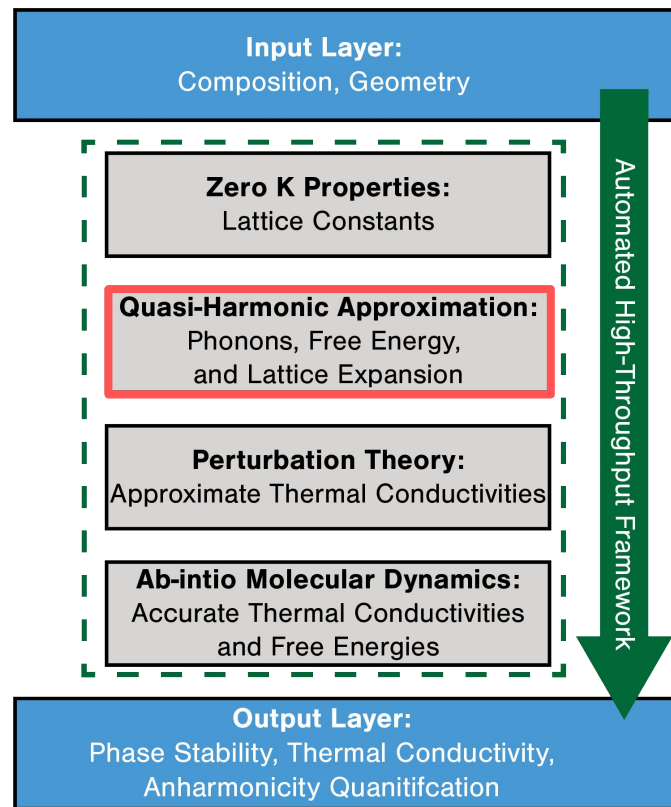 Input Layer:
Composition, Geometry
Zero K Properties:
Lattice Constants
Quasi-Harmonic Approximation:
Phonons, Free Energy,
and Lattice Expansion
Perturbation Theory:
Approximate Thermal Conductivities
Ab-intio Molecular Dynamics:
Accurate Thermal Conductivities
and Free Energies
Automated High-Throughput Framework
Output Layer:
Phase Stability, Thermal Conductivity,
Anharmonicity Quanitifcation